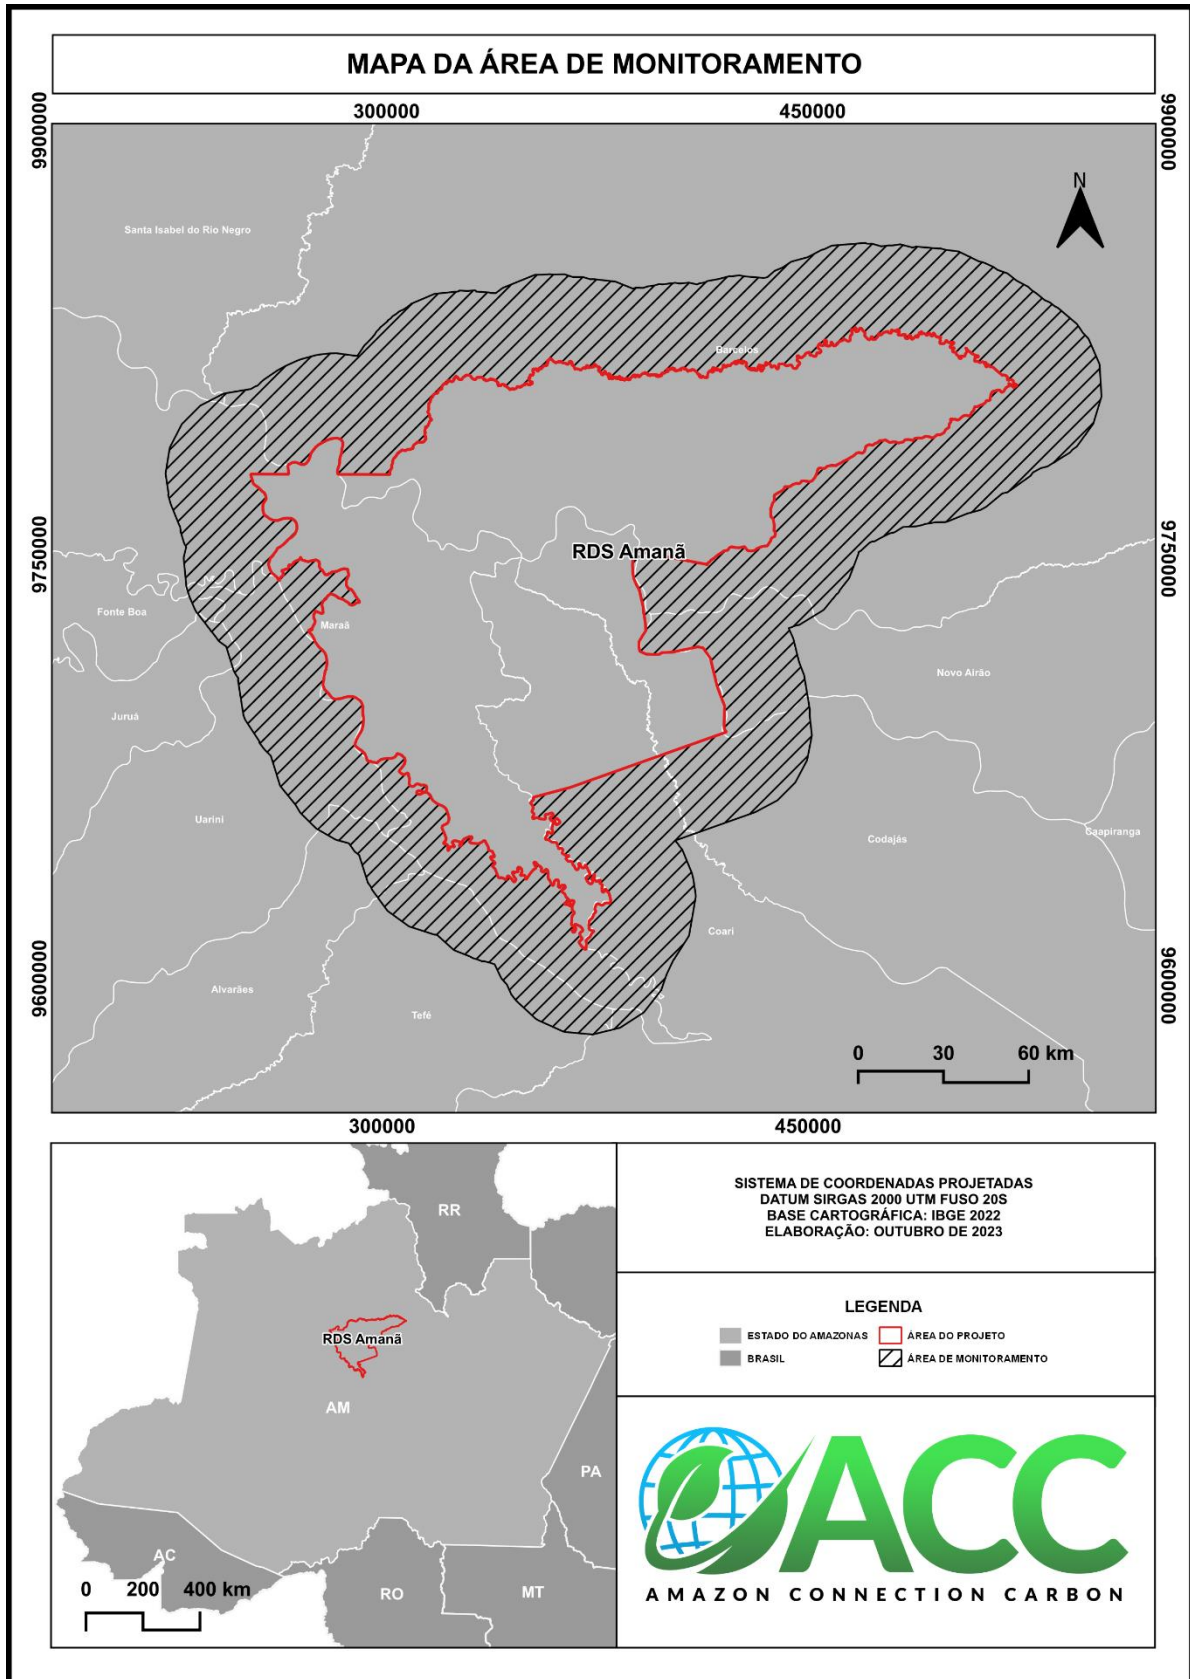 MAPA DA ÁREA DE MONITORAMENTO
300000 450000
9900000 9900000
N
Santa Isabel do Rio Negro
Barcelos
9750000 9750000
RDS Amanã
Fonte Boa
Maraã
Novo Airão
Juruá
Uarini
Codajás
Caapiranga
Coari
9600000 9600000
Alvarães
Tefé
0 30 60 km
300000 450000
RR
RDS Amanã
AM
PA
AC
RO
MT
0 200 400 km
SISTEMA DE COORDENADAS PROJETADAS
DATUM SIRGAS 2000 UTM FUSO 20S
BASE CARTOGRÁFICA: IBGE 2022
ELABORAÇÃO: OUTUBRO DE 2023
LEGENDA
ESTADO DO AMAZONAS ÁREA DO PROJETO
BRASIL ÁREA DE MONITORAMENTO
ACC
AMAZON CONNECTION CARBON